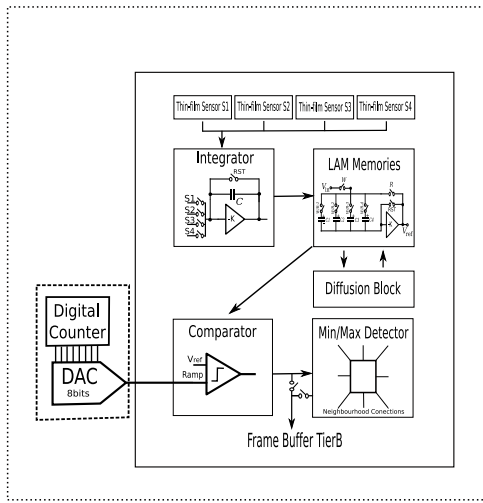 Thin-film Sensor S1
Thin-film Sensor S2
Thin-film Sensor S3
Thin-film Sensor S4
Integrator
RST
C
S1
S2
S3
S4
-K
LAM Memories
W
R
V_in
V_ref
Diffusion Block
Digital
Counter
DAC
8bits
Comparator
Vref
Ramp
Min/Max Detector
Neighbourhood Conections
Frame Buffer TierB